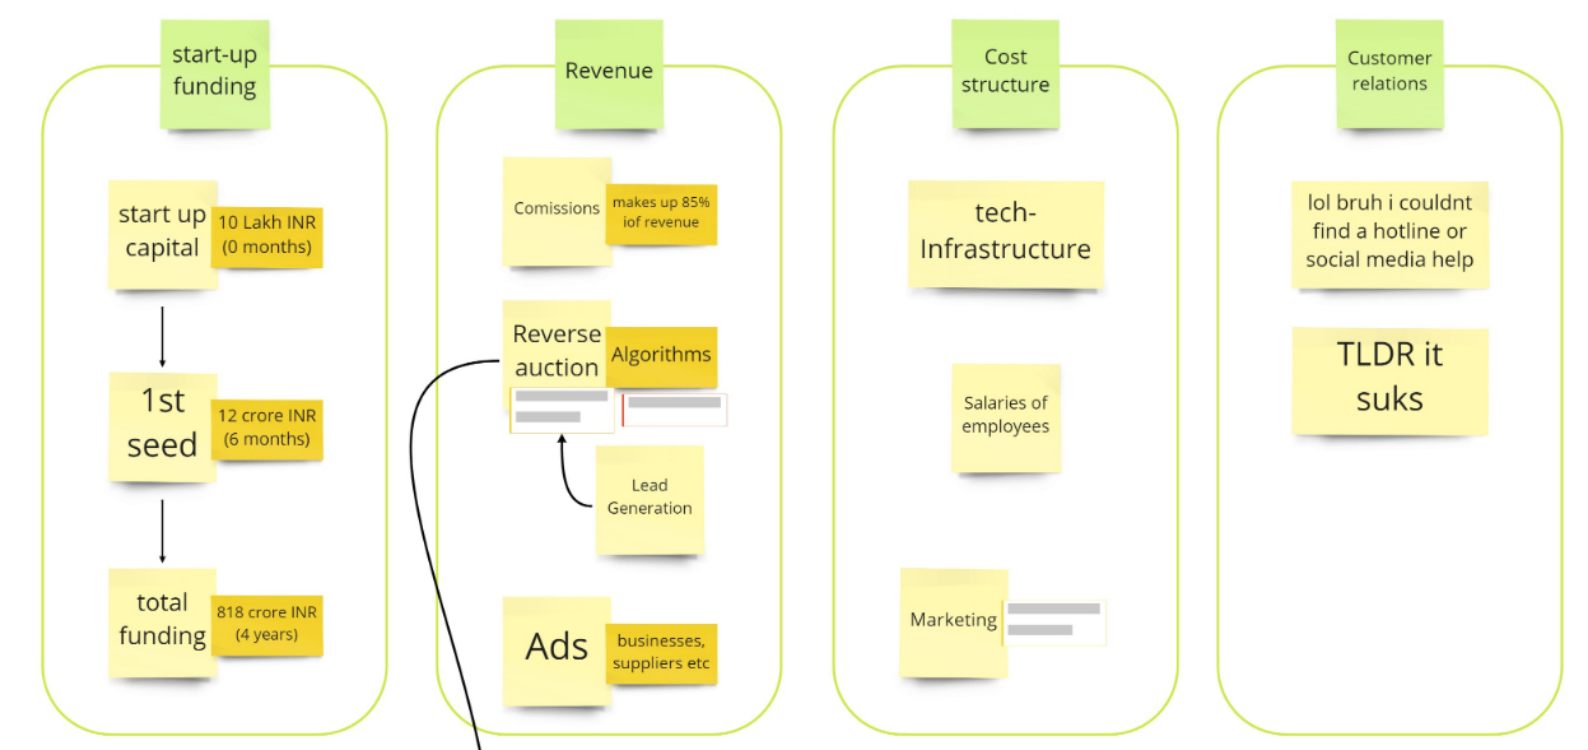 start-up
funding
start up
capital
10 Lakh INR
(0 months)
1st
seed
12 crore INR
(6 months)
total
funding
818 crore INR
(4 years)
Revenue
Comissions
makes up 85%
iof revenue
Reverse
auction
Algorithms
Lead
Generation
Ads
businesses,
suppliers etc
Cost
structure
tech-
Infrastructure
Salaries of
employees
Marketing
Customer
relations
lol bruh i couldnt
find a hotline or
social media help
TLDR it
suks